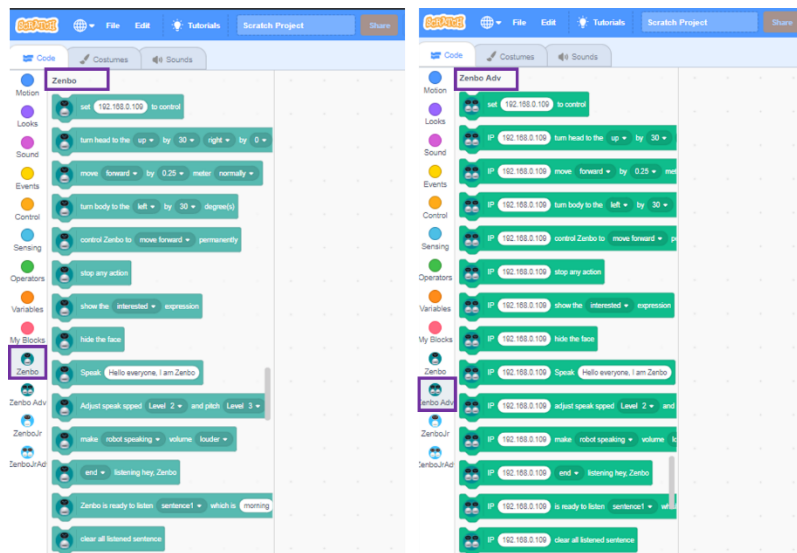 SCRATCH File Edit Tutorials Scratch Project Share
Code Costumes Sounds
Motion
Looks
Sound
Events
Control
Sensing
Operators
Variables
My Blocks
Zenbo
Zenbo Adv
ZenboJr
ZenboJrAd
Zenbo
set 192.168.0.109 to control
turn head to the up by 30 right by 0
move forward by 0.25 meter normally
turn body to the left by 30 degree(s)
control Zenbo to move forward permanently
stop any action
show the interested expression
hide the face
Speak Hello everyone, I am Zenbo
Adjust speak spped Level 2 and pitch Level 3
make robot speaking volume louder
end listening hey, Zenbo
Zenbo is ready to listen sentence1 which is morning
clear all listened sentence
SCRATCH File Edit Tutorials Scratch Project Share
Code Costumes Sounds
Motion
Looks
Sound
Events
Control
Sensing
Operators
Variables
My Blocks
Zenbo
Zenbo Adv
ZenboJr
ZenboJrAd
Zenbo Adv
set 192.168.0.109 to control
IP 192.168.0.109 turn head to the up by 30
IP 192.168.0.109 move forward by 0.25 met
IP 192.168.0.109 turn body to the left by 30
IP 192.168.0.109 control Zenbo to move forward p
IP 192.168.0.109 stop any action
IP 192.168.0.109 show the interested expression
IP 192.168.0.109 hide the face
IP 192.168.0.109 Speak Hello everyone, I am Zenbo
IP 192.168.0.109 adjust speak spped Level 2 and
IP 192.168.0.109 make robot speaking volume
IP 192.168.0.109 end listening hey, Zenbo
IP 192.168.0.109 is ready to listen sentence1
IP 192.168.0.109 clear all listened sentence